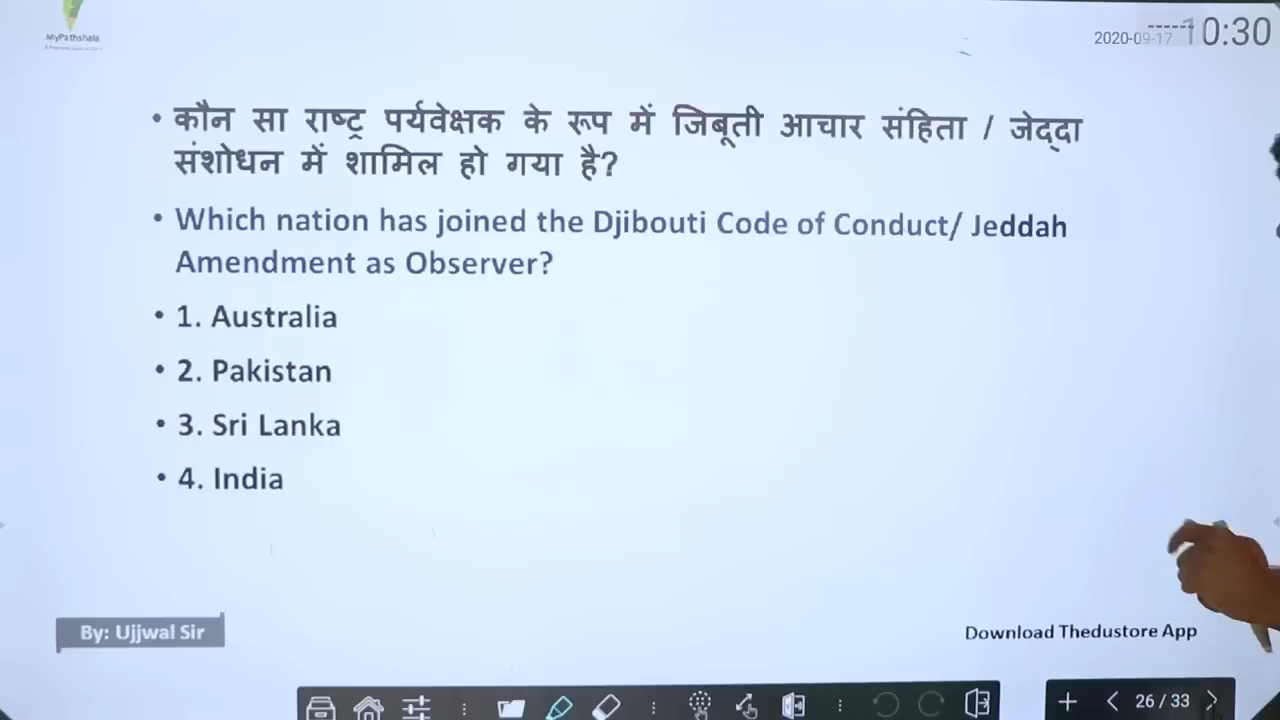 MyPathshala
2020-09-17 10:30
• कौन सा राष्ट्र पर्यवेक्षक के रूप में जिबूती आचार संहिता / जेद्दा
संशोधन में शामिल हो गया है?
• Which nation has joined the Djibouti Code of Conduct/ Jeddah
Amendment as Observer?
• 1. Australia
• 2. Pakistan
• 3. Sri Lanka
• 4. India
By: Ujjwal Sir
Download Thedustore App
26 / 33